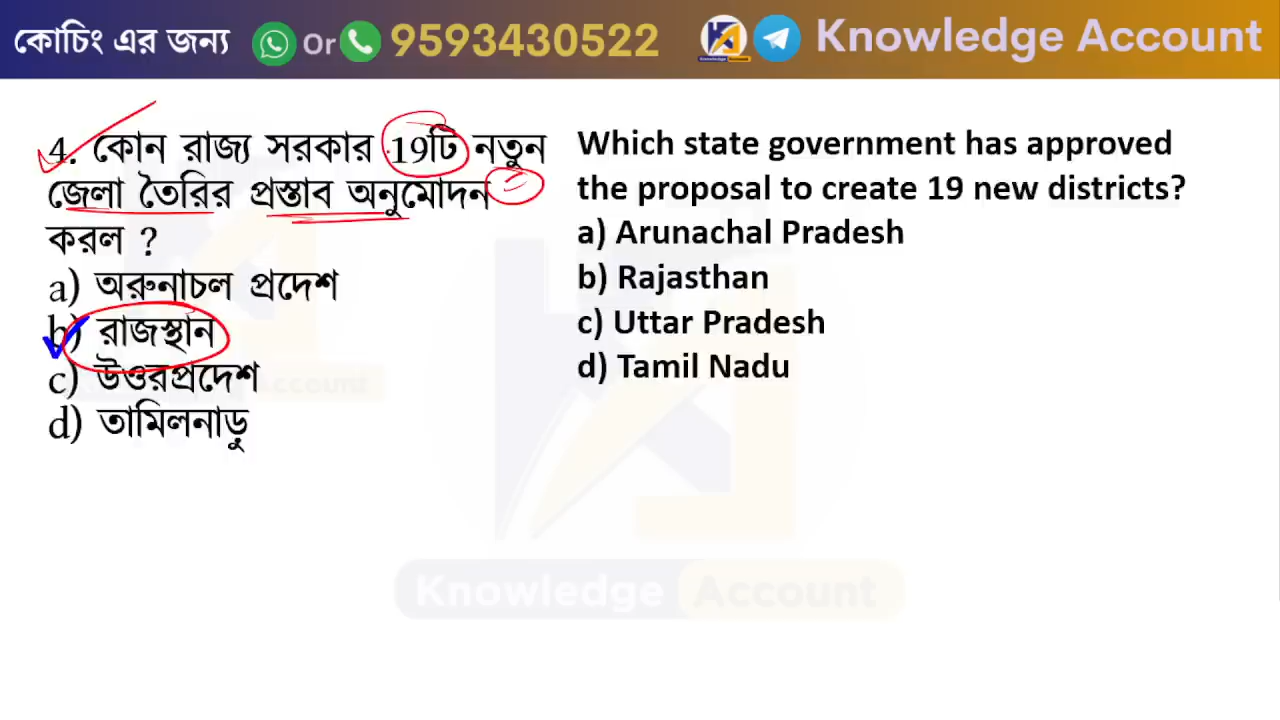 কোচিং এর জন্য Or 9593430522 Knowledge Account
4. কোন রাজ্য সরকার 19টি নতুন
জেলা তৈরির প্রস্তাব অনুমোদন
করল ?
a) অরুনাচল প্রদেশ
b) রাজস্থান
c) উওরপ্রদেশ
d) তামিলনাড়ু
Which state government has approved
the proposal to create 19 new districts?
a) Arunachal Pradesh
b) Rajasthan
c) Uttar Pradesh
d) Tamil Nadu
Knowledge Account